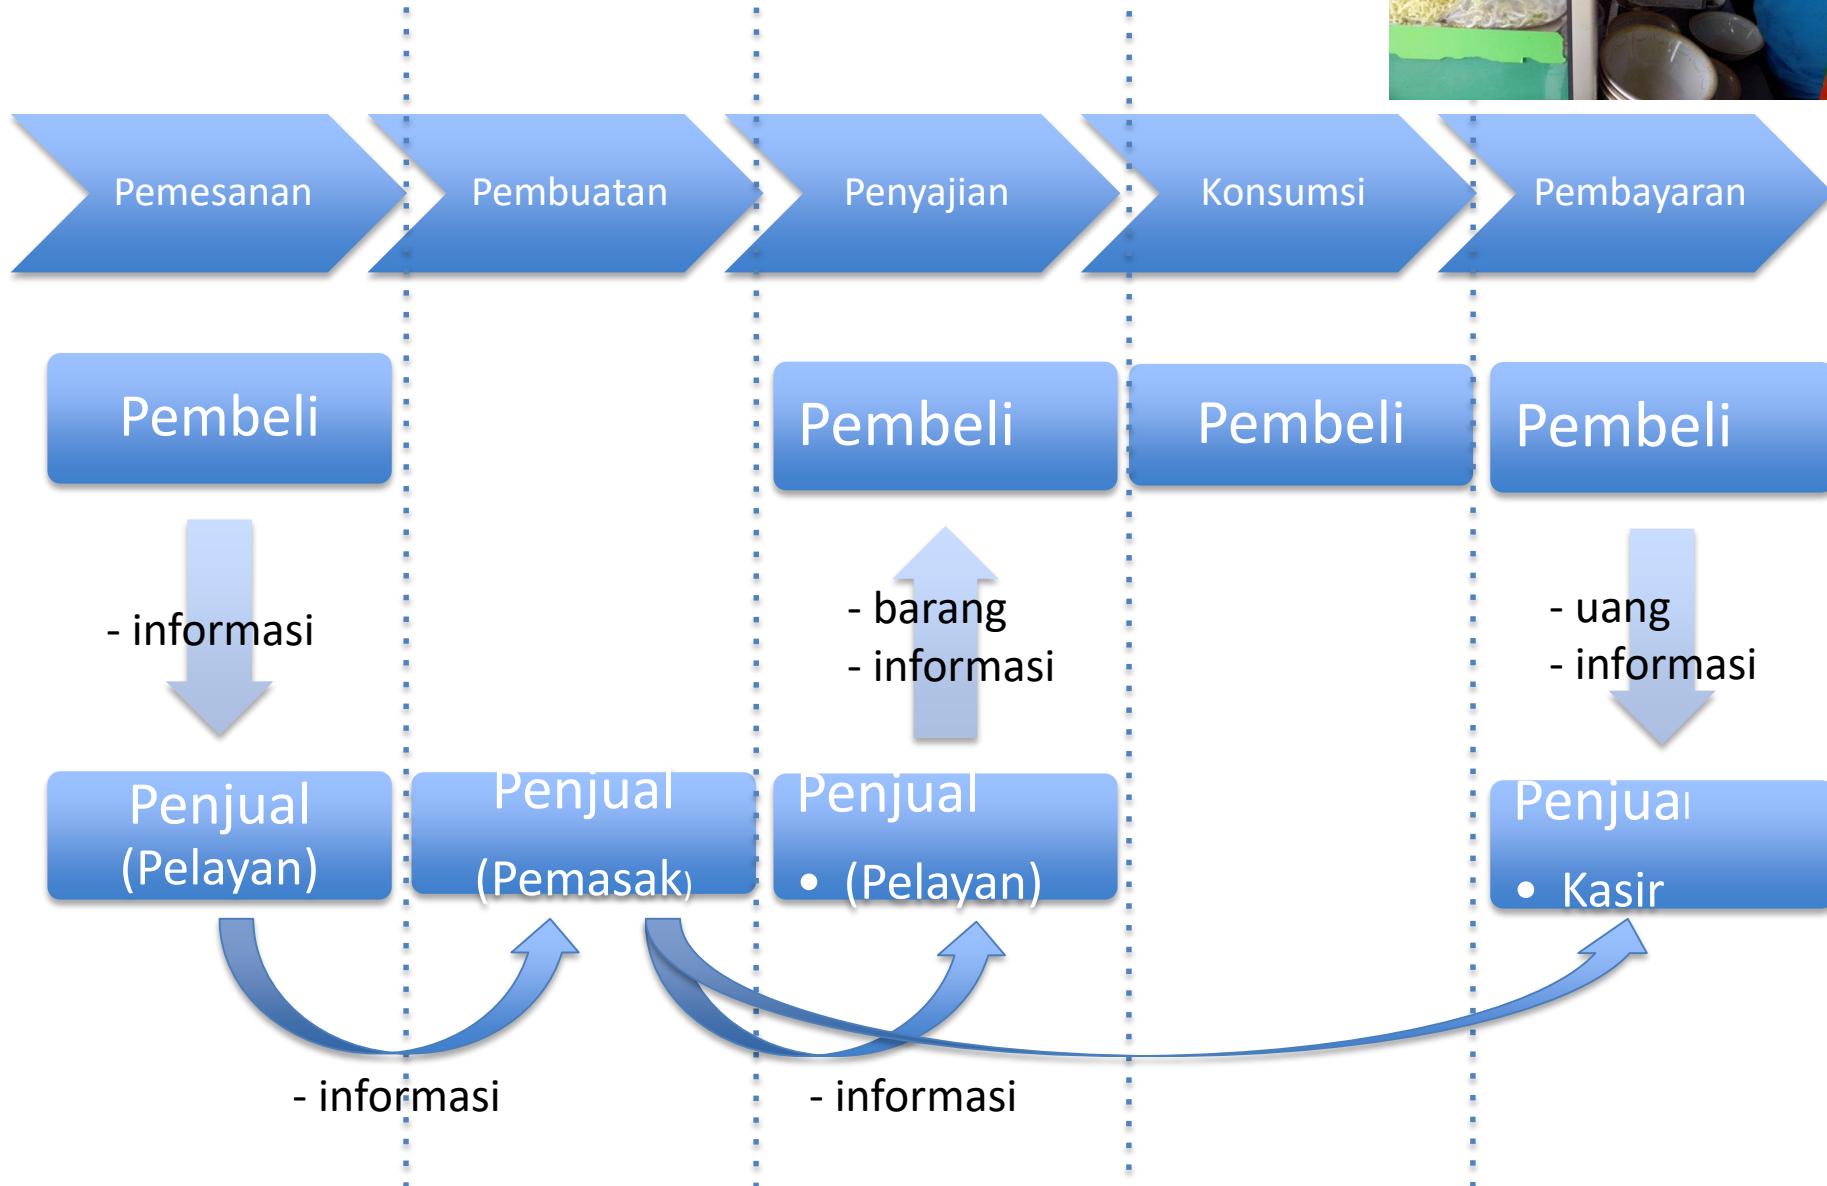 Pemesanan
Pembuatan
Penyajian
Konsumsi
Pembayaran
Pembeli
Pembeli
Pembeli
Pembeli
- informasi
- barang
- informasi
- uang
- informasi
Penjual
(Pelayan)
Penjual
(Pemasak)
Penjual
• (Pelayan)
Penjual
• Kasir
- informasi
- informasi